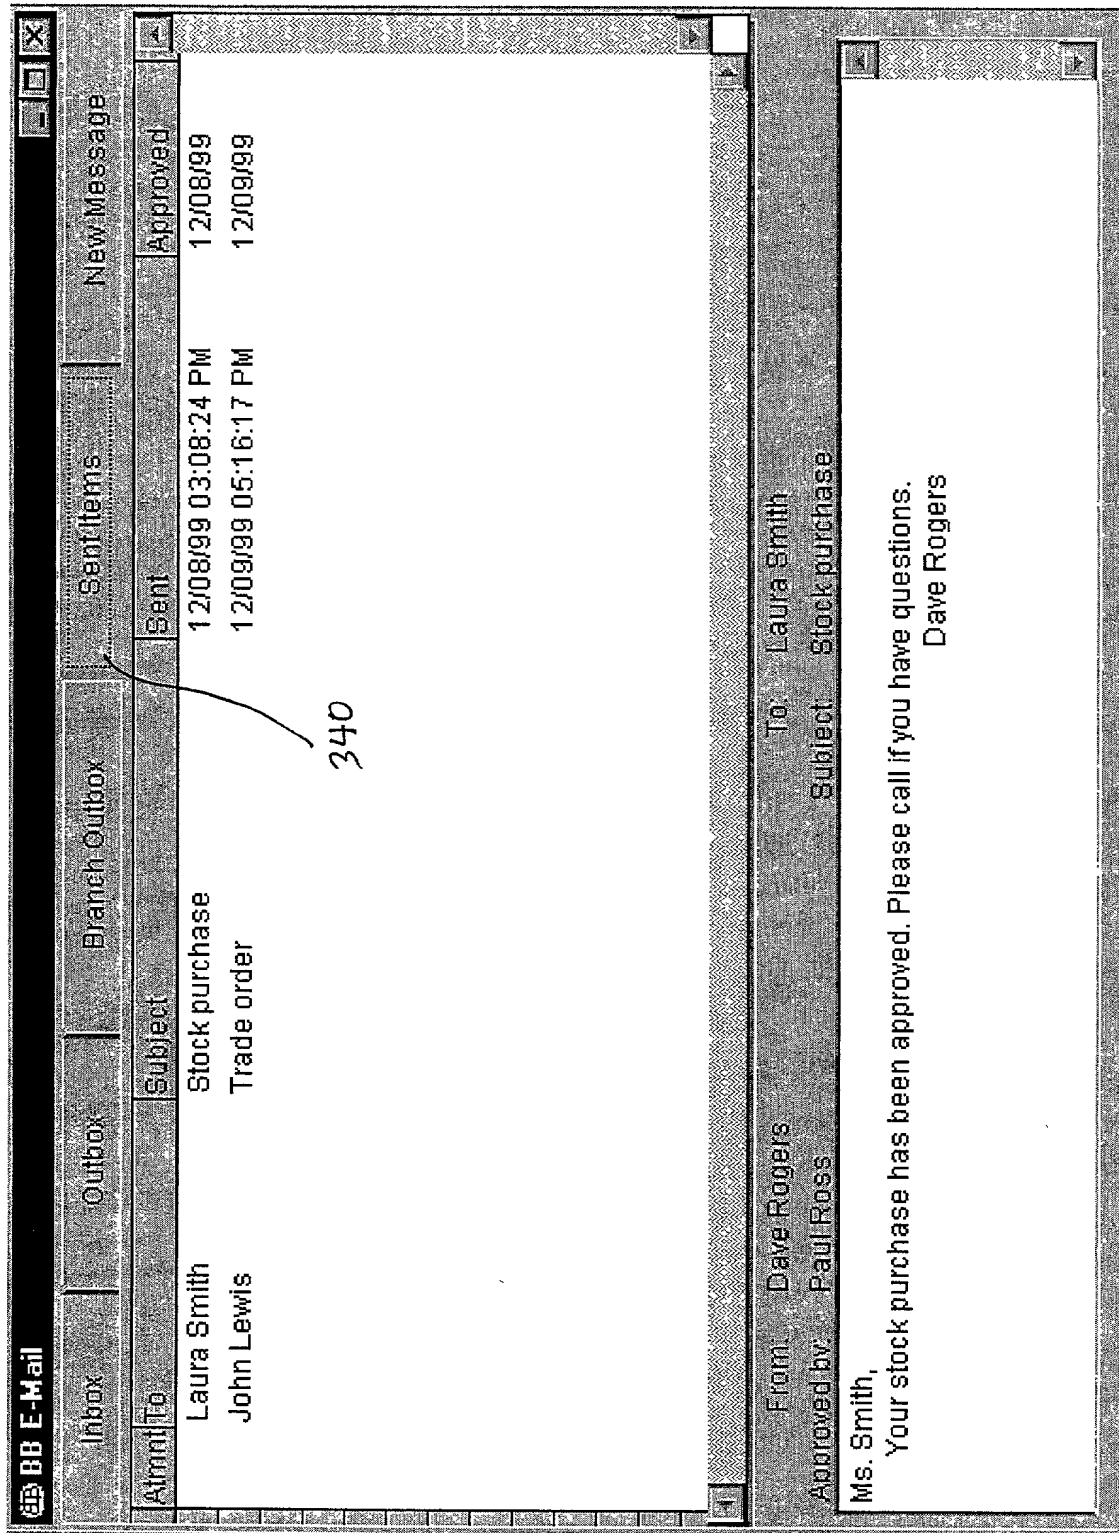 BB E-Mail
Inbox Outbox Branch Outbox Sent Items New Message
Atmnt To Subject Sent Approved
Laura Smith Stock purchase 12/08/99 03:08:24 PM 12/08/99
John Lewis Trade order 12/09/99 05:16:17 PM 12/09/99
340
From: Dave Rogers To: Laura Smith
Approved by: Paul Ross Subject: Stock purchase
Ms. Smith,
Your stock purchase has been approved. Please call if you have questions.
Dave Rogers